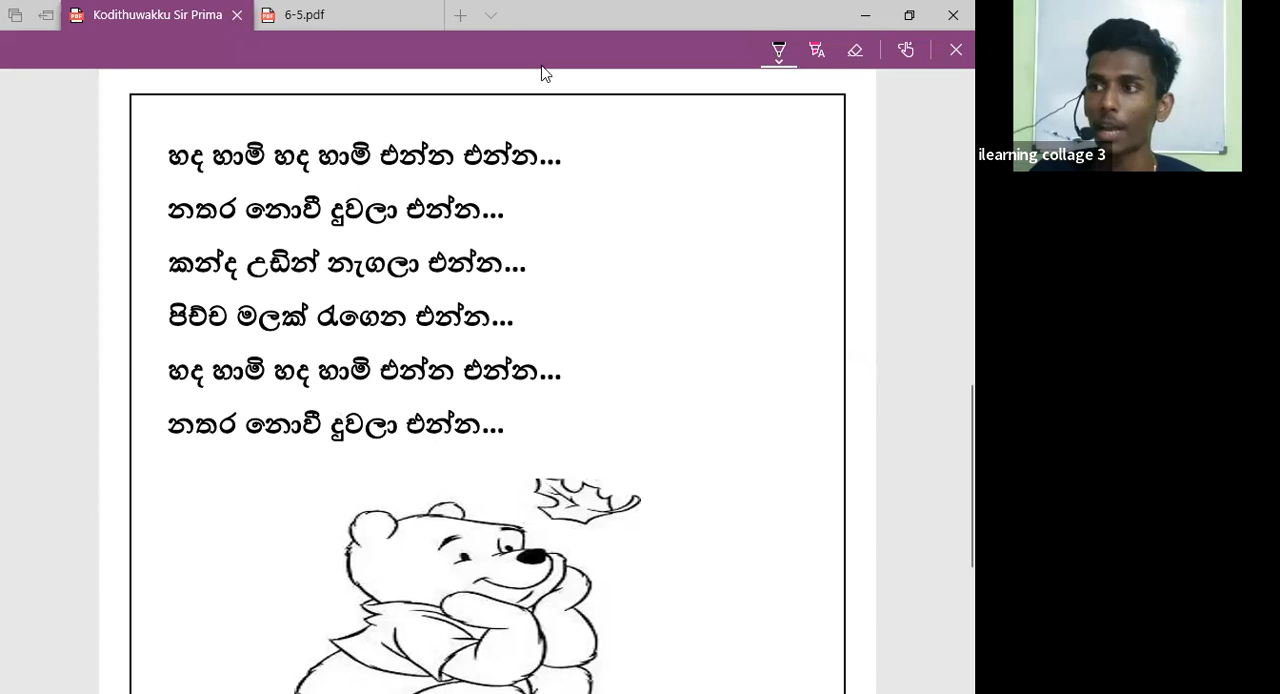 Kodithuwakku Sir Prima
6-5.pdf
ilearning collage 3
හද හාමි හද හාමි එන්න එන්න...
නතර නොවී දුවලා එන්න...
කන්ද උඩින් නැගලා එන්න...
පිච්ච මලක් රැගෙන එන්න...
හද හාමි හද හාමි එන්න එන්න...
නතර නොවී දුවලා එන්න...